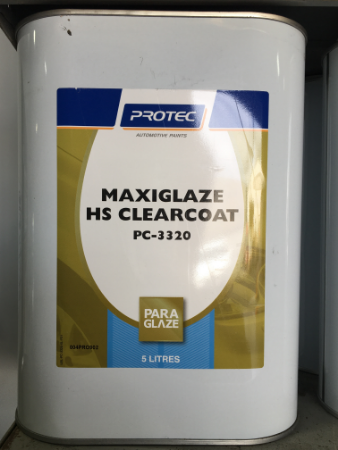 PROTEC
AUTOMOTIVE PAINTS
MAXIGLAZE
HS CLEARCOAT
PC-3320
PARA
GLAZE
5 LITRES